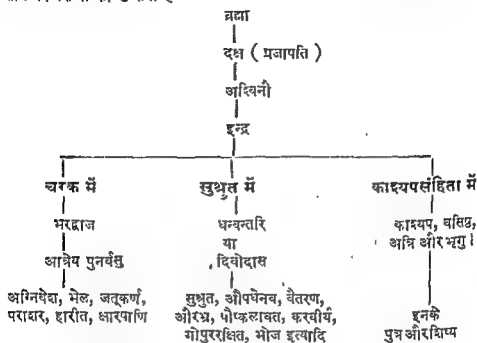 ब्रह्मा
दक्ष ( प्रजापति )
अश्विनी
इन्द्र
चरक में
सुश्रुत में
काश्यपसंहिता में
भरद्वाज
धन्वन्तरि
काश्यप, वसिष्ठ,
या
अत्रि और भृगु ।
आत्रेय पुनर्वसु
दिवोदास
अग्निवेश, भेल, जतूकर्ण,
पराशर, हारीत, क्षारपाणि
सुश्रुत, औपधेनव, वैतरण,
औरभ्र, पौष्कलावत, करवीर्य,
गोपुररक्षित, भोज इत्यादि
इनके
पुत्र और शिष्य